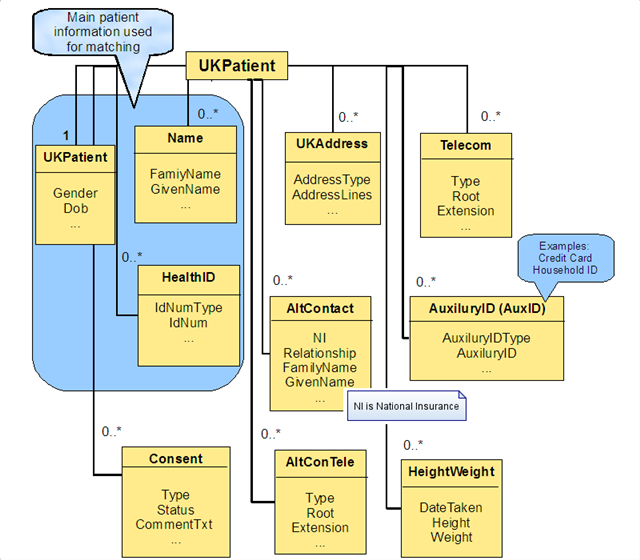 Main patient
information used
for matching
UKPatient
0..*
0..*
0..*
1
UKPatient
Gender
Dob
...
Name
FamiyName
GivenName
...
UKAddress
AddressType
AddressLines
...
Telecom
Type
Root
Extension
...
Examples:
Credit Card
Household ID
0..*
HealthID
IdNumType
IdNum
...
0..*
AltContact
NI
Relationship
FamilyName
GivenName
...
0..*
AuxiluryID (AuxID)
AuxiluryIDType
AuxiluryID
...
NI is National Insurance
0..*
Consent
Type
Status
CommentTxt
0..*
AltConTele
Type
Root
Extension
...
0..*
HeightWeight
DateTaken
Height
Weight